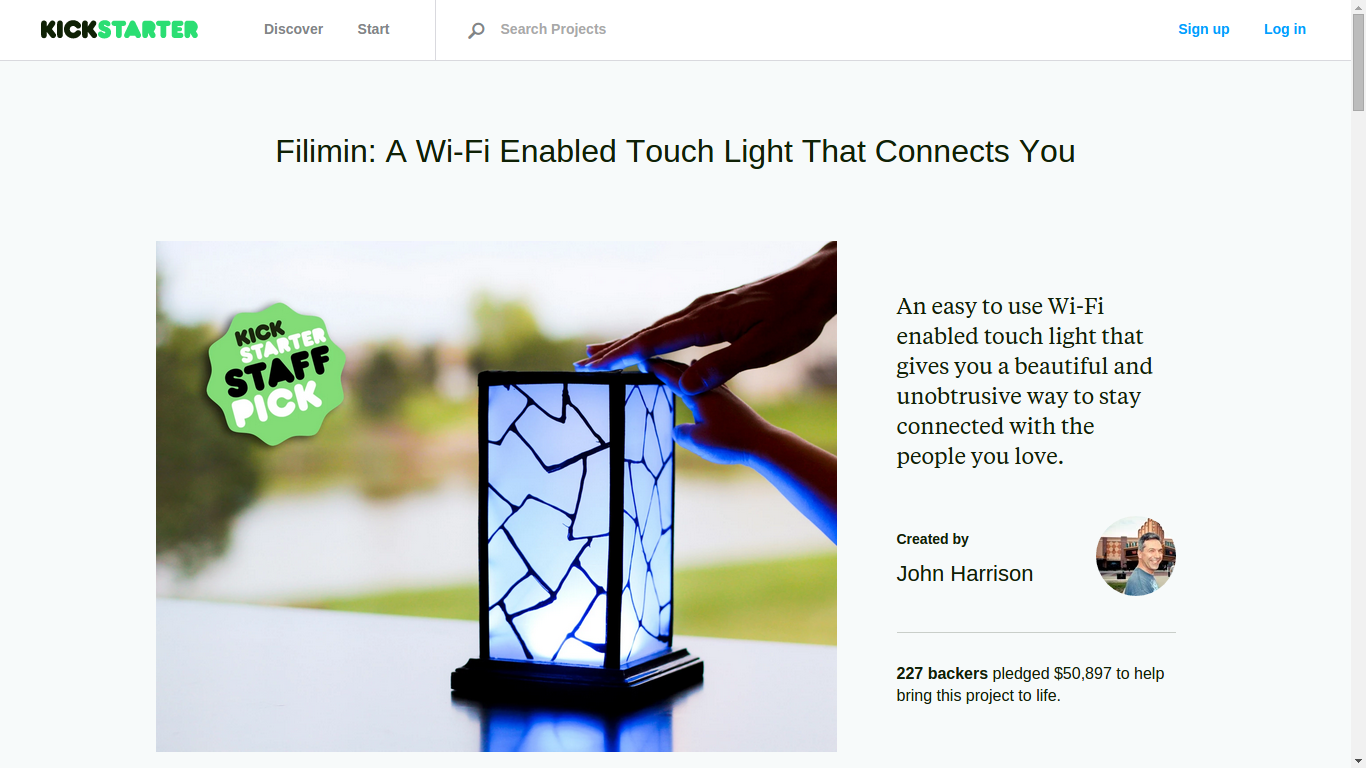 KICKSTARTER Discover Start Search Projects Sign up Log in
Filimin: A Wi-Fi Enabled Touch Light That Connects You
KICK
STARTER
STAFF
PICK
An easy to use Wi-Fi
enabled touch light that
gives you a beautiful and
unobtrusive way to stay
connected with the
people you love.
Created by
John Harrison
227 backers pledged $50,897 to help
bring this project to life.